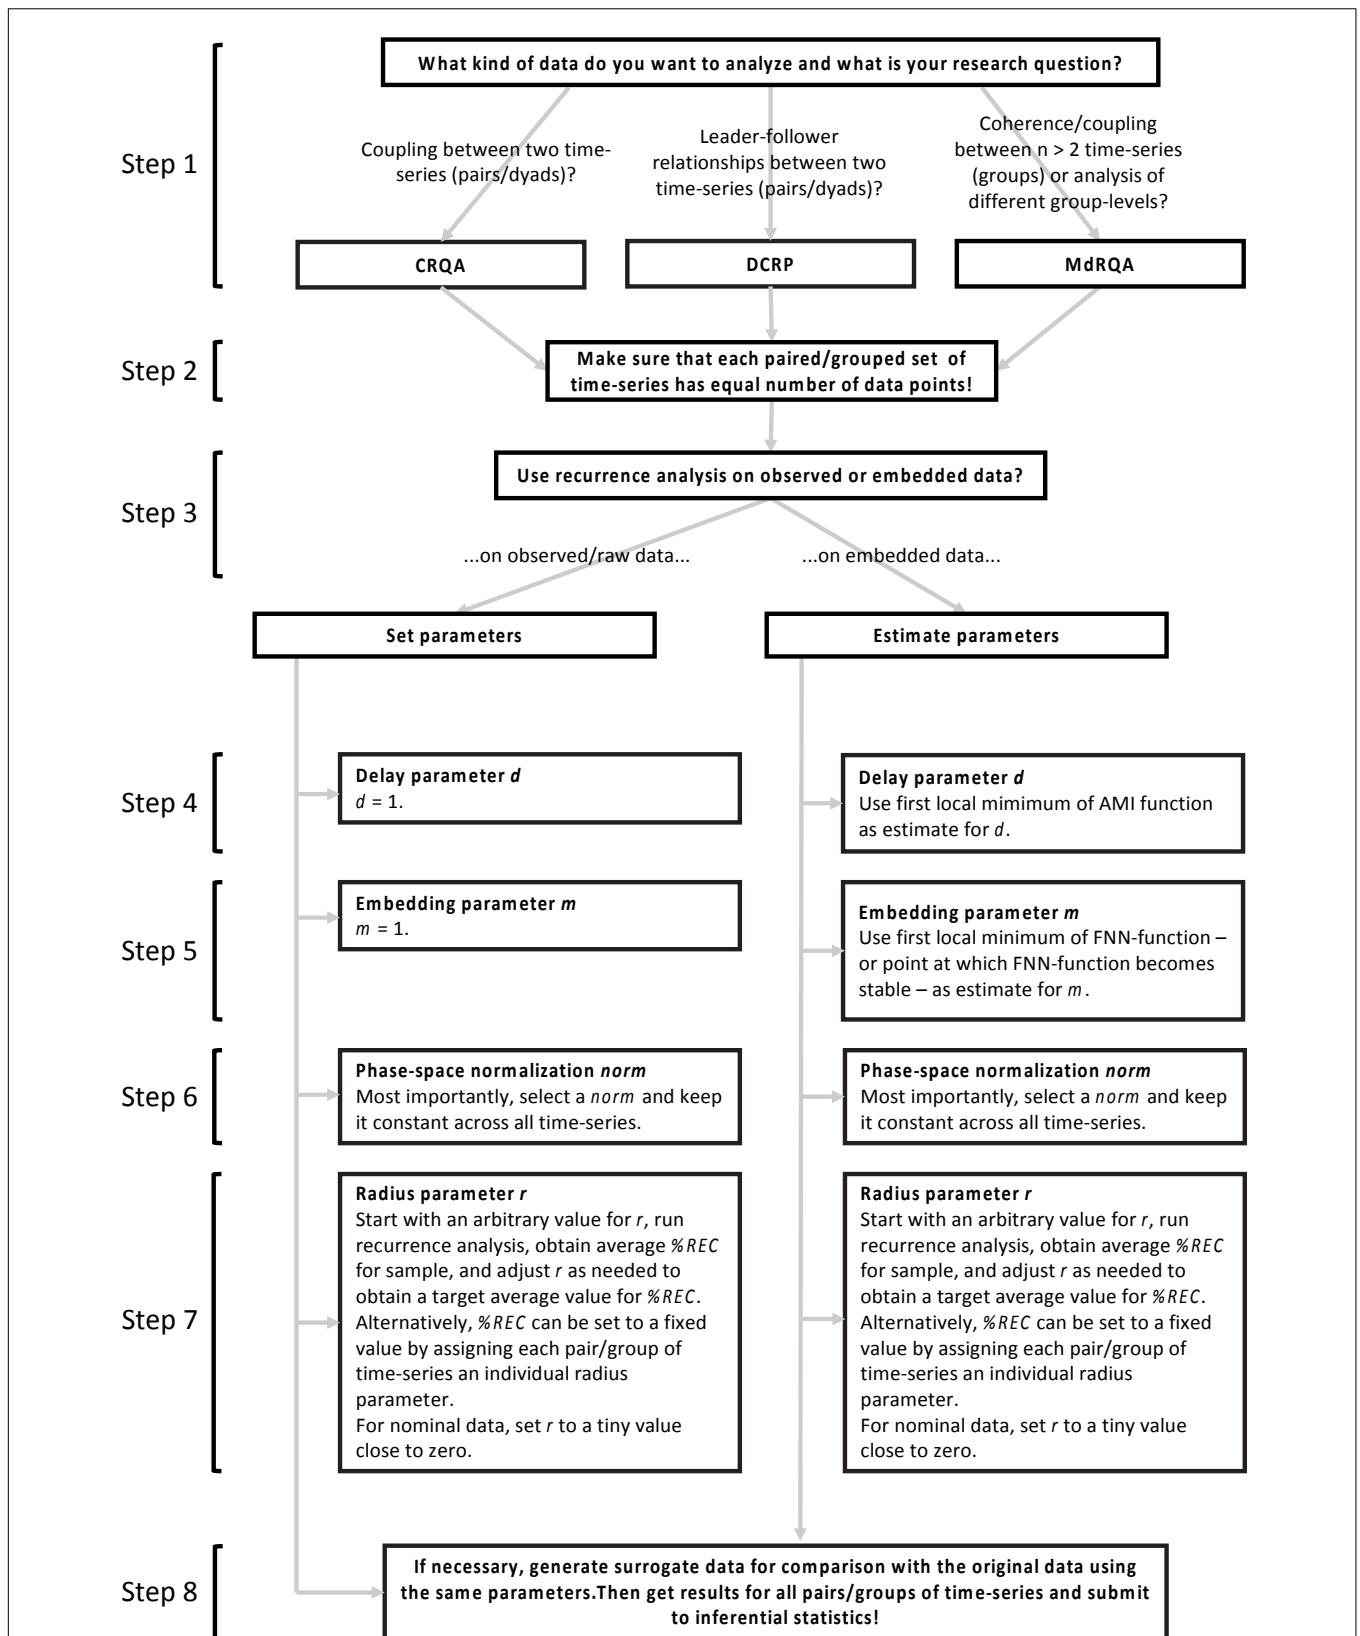 What kind of data do you want to analyze and what is your research question?
Step 1
Coupling between two time-
series (pairs/dyads)?
Leader-follower
relationships between two
time-series (pairs/dyads)?
Coherence/coupling
between n > 2 time-series
(groups) or analysis of
different group-levels?
CRQA
DCRP
MdRQA
Step 2
Make sure that each paired/grouped set of
time-series has equal number of data points!
Step 3
Use recurrence analysis on observed or embedded data?
...on observed/raw data...
...on embedded data...
Set parameters
Estimate parameters
Step 4
Delay parameter d
d = 1.
Delay parameter d
Use first local mimimum of AMI function
as estimate for d.
Step 5
Embedding parameter m
m = 1.
Embedding parameter m
Use first local minimum of FNN-function –
or point at which FNN-function becomes
stable – as estimate for m.
Step 6
Phase-space normalization norm
Most importantly, select a norm and keep
it constant across all time-series.
Phase-space normalization norm
Most importantly, select a norm and keep
it constant across all time-series.
Step 7
Radius parameter r
Start with an arbitrary value for r, run
recurrence analysis, obtain average %REC
for sample, and adjust r as needed to
obtain a target average value for %REC.
Alternatively, %REC can be set to a fixed
value by assigning each pair/group of
time-series an individual radius
parameter.
For nominal data, set r to a tiny value
close to zero.
Radius parameter r
Start with an arbitrary value for r, run
recurrence analysis, obtain average %REC
for sample, and adjust r as needed to
obtain a target average value for %REC.
Alternatively, %REC can be set to a fixed
value by assigning each pair/group of
time-series an individual radius
parameter.
For nominal data, set r to a tiny value
close to zero.
Step 8
If necessary, generate surrogate data for comparison with the original data using
the same parameters.Then get results for all pairs/groups of time-series and submit
to inferential statistics!